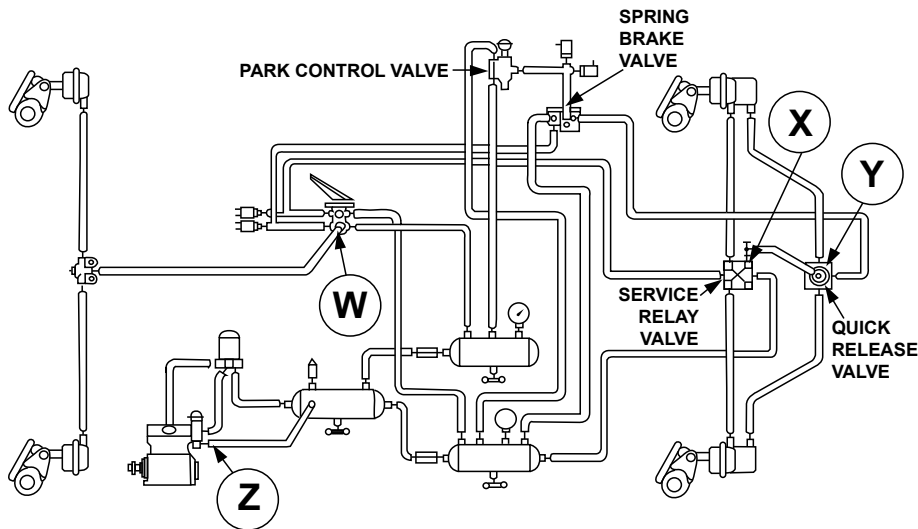 SPRING
BRAKE
VALVE
PARK CONTROL VALVE
X
Y
W
SERVICE
RELAY
VALVE
QUICK
RELEASE
VALVE
Z